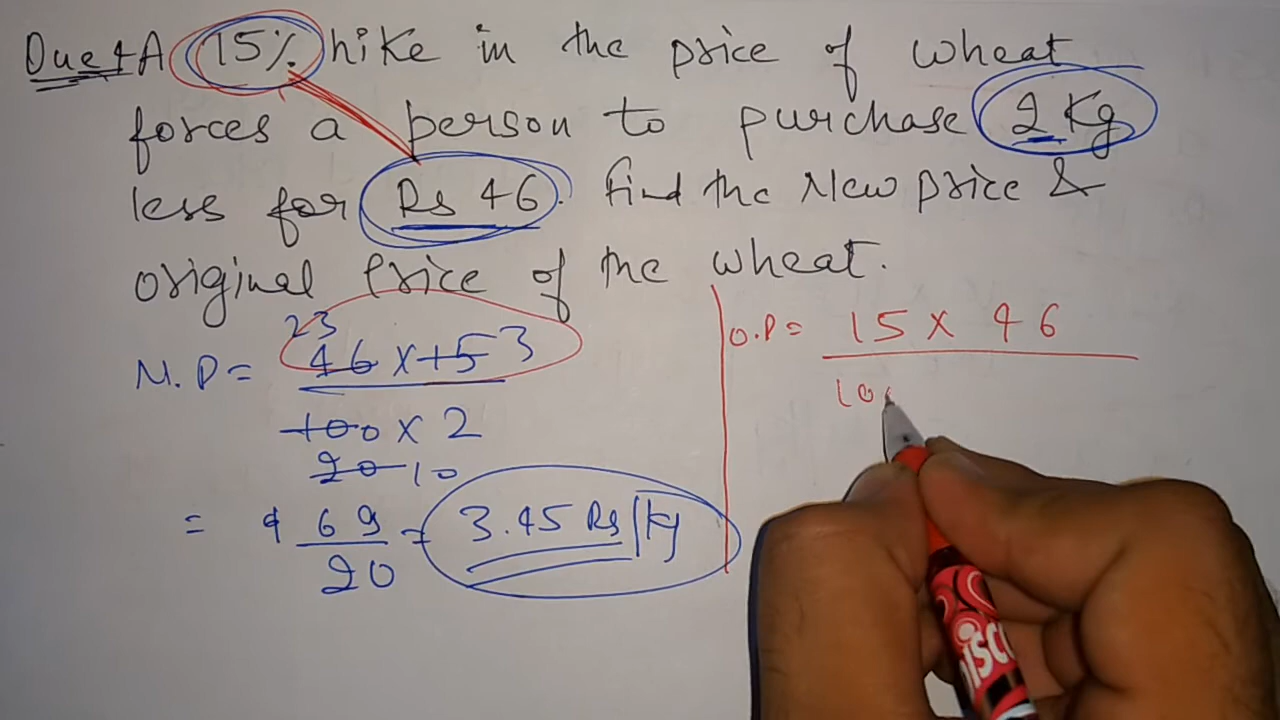 Que 4 A 15% hike in the price of wheat
forces a person to purchase 2 Kg
less for Rs 46. Find the New price &
original Price of the wheat.
N.P = 46 x 15 23 3
100 x 2
20 10
= 69
20
= 3.45 Rs/kg
O.P = 15 x 46
100
DISCO